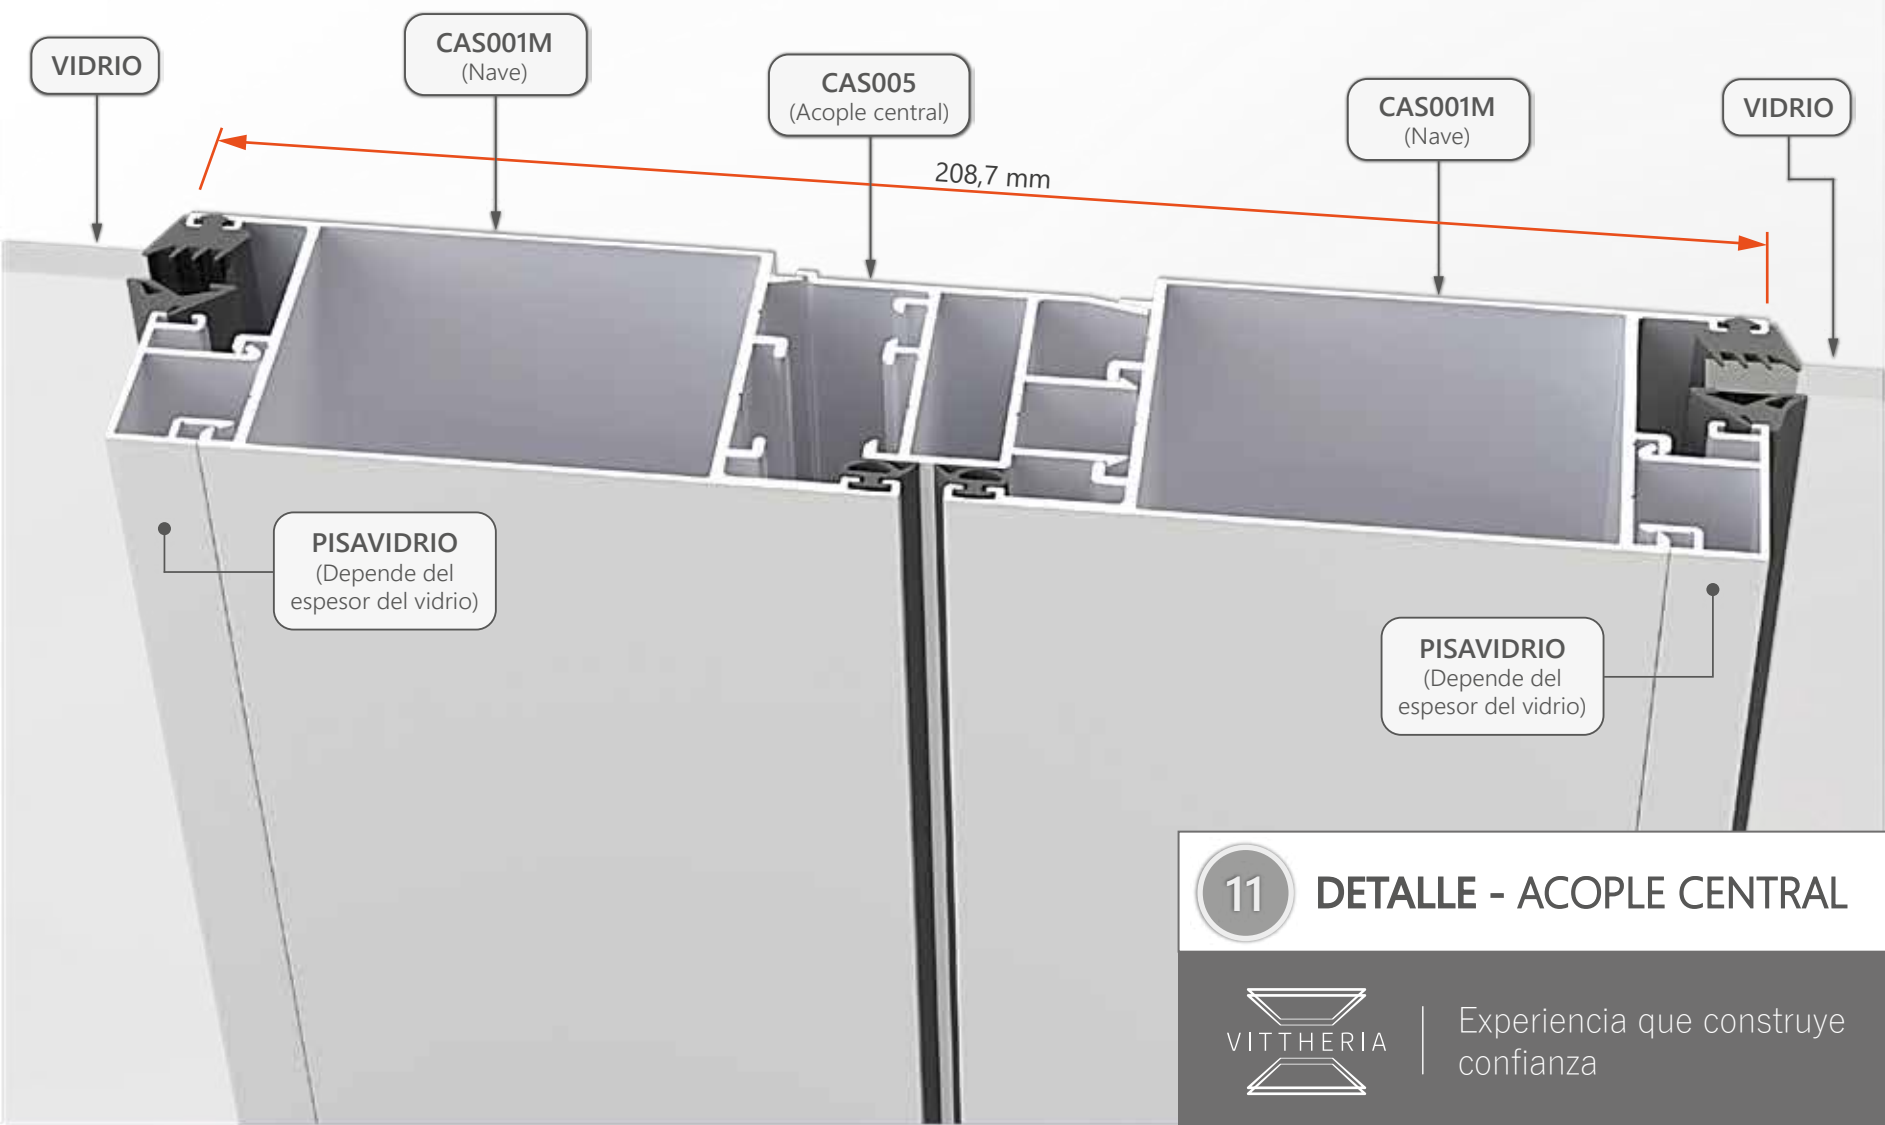 VIDRIO
CAS001M
(Nave)
CAS005
(Acople central)
CAS001M
(Nave)
VIDRIO
208,7 mm
PISAVIDRIO
(Depende del
espesor del vidrio)
PISAVIDRIO
(Depende del
espesor del vidrio)
11
DETALLE - ACOPLE CENTRAL
VITTHERIA
Experiencia que construye
confianza